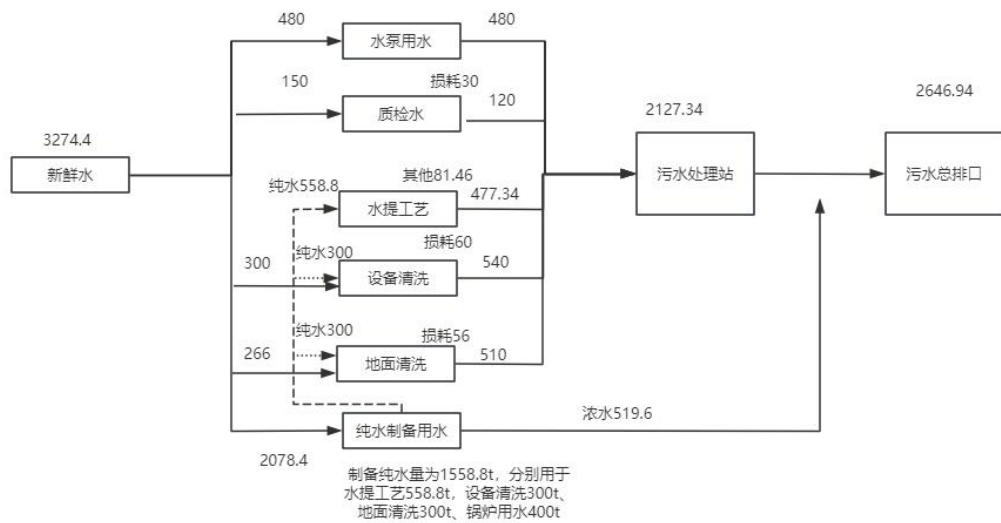 480
水泵用水
480
150
质检水
损耗30
120
3274.4
新鲜水
2127.34
污水处理站
2646.94
污水总排口
纯水558.8
其他81.46
水提工艺
477.34
纯水300
损耗60
300
设备清洗
540
纯水300
损耗56
266
地面清洗
510
2078.4
纯水制备用水
浓水519.6
制备纯水量为1558.8t，分别用于
水提工艺558.8t，设备清洗300t、
地面清洗300t、锅炉用水400t